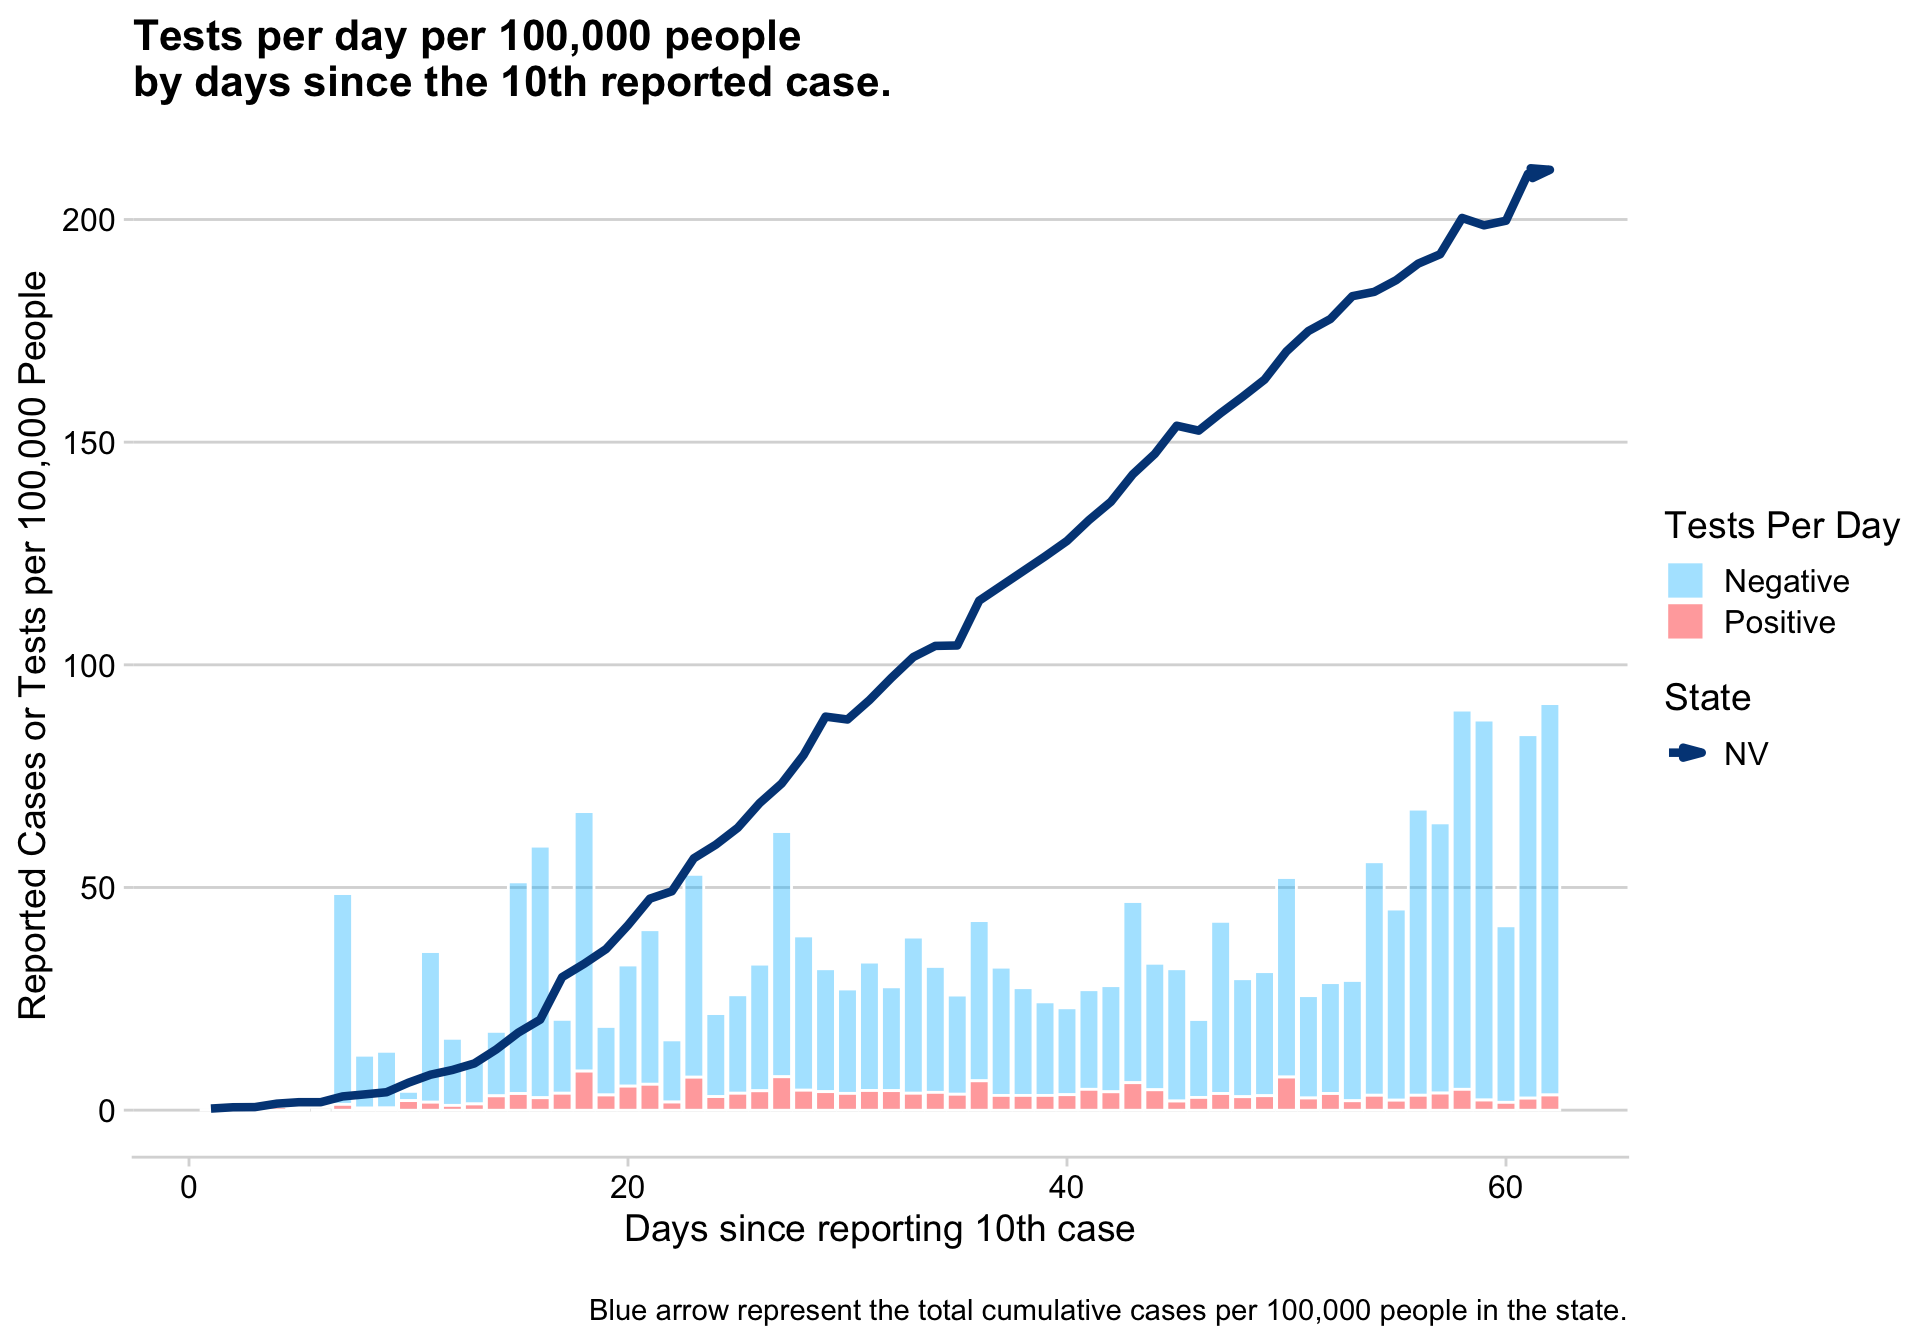 Tests per day per 100,000 people
by days since the 10th reported case.
Reported Cases or Tests per 100,000 People
200
150
100
50
0
0
20
40
60
Days since reporting 10th case
Tests Per Day
Negative
Positive
State
NV
Blue arrow represent the total cumulative cases per 100,000 people in the state.